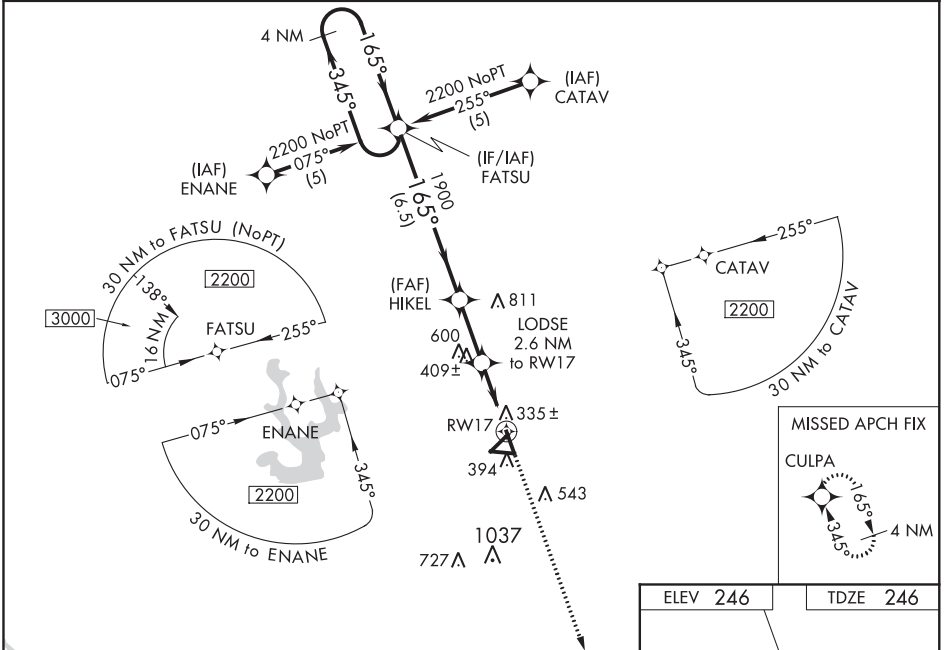 4 NM
165°
345°
2200 NoPT
255°
(5)
(IAF)
CATAV
2200 NoPT
075°
(5)
(IAF)
ENANE
(IF/IAF)
FATSU
1900
165°
(6.5)
30 NM to FATSU (NoPT)
2200
138°
3000
16 NM
FATSU
255°
075°
(FAF)
HIKEL
811
LODSE
2.6 NM
to RW17
600
409±
255°
CATAV
2200
345°
30 NM to CATAV
075°
ENANE
345°
2200
30 NM to ENANE
RW17
335±
394
543
1037
727
MISSED APCH FIX
CULPA
165°
345°
4 NM
ELEV 246
TDZE 246